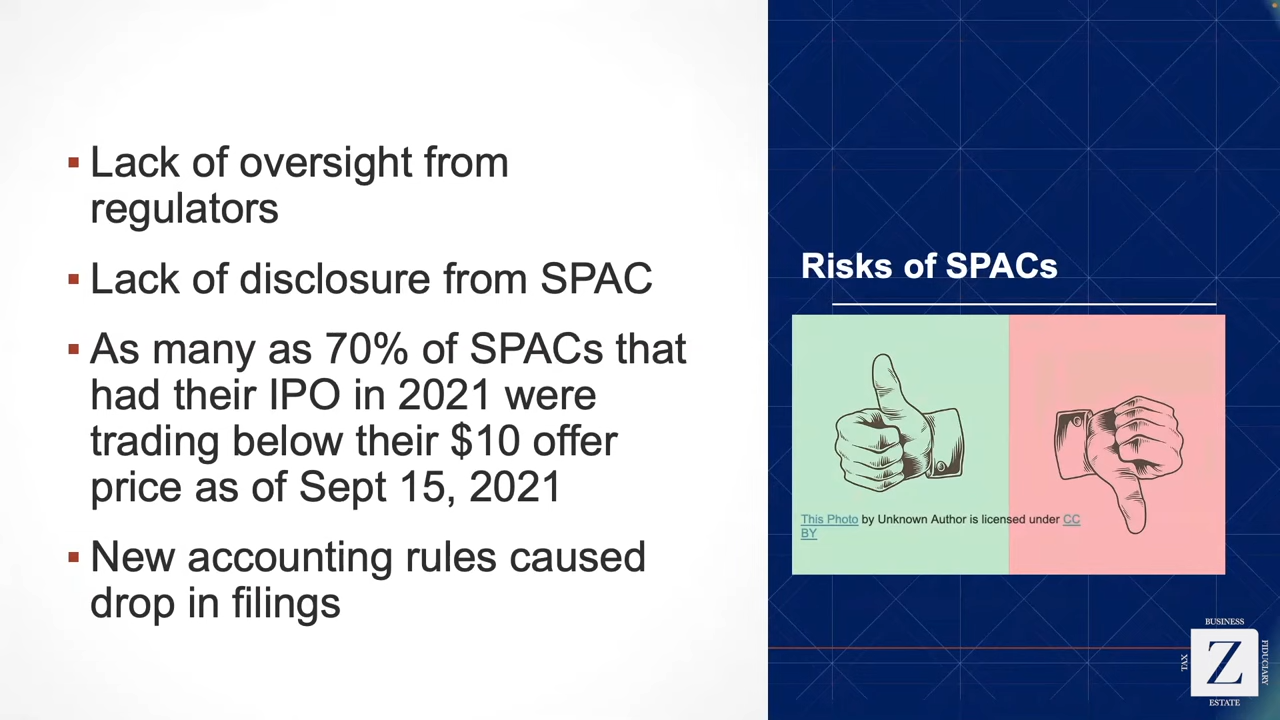 ▪ Lack of oversight from
regulators
▪ Lack of disclosure from SPAC
▪ As many as 70% of SPACs that
had their IPO in 2021 were
trading below their $10 offer
price as of Sept 15, 2021
▪ New accounting rules caused
drop in filings
Risks of SPACs
This Photo by Unknown Author is licensed under CC
BY
BUSINESS
TAX
Z
FIDUCIARY
ESTATE